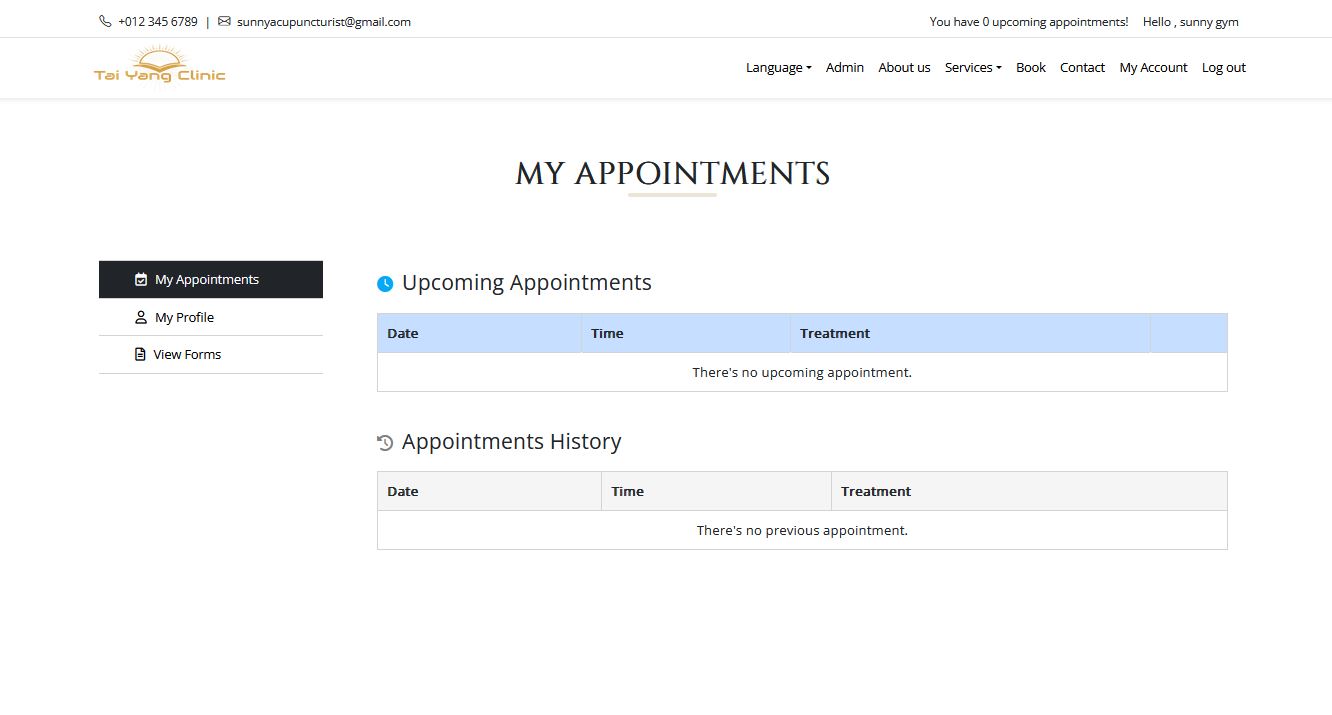 +012 345 6789 | sunnyacupuncturist@gmail.com You have 0 upcoming appointments! Hello , sunny gym
Tai Yang Clinic
Language Admin About us Services Book Contact My Account Log out
MY APPOINTMENTS
My Appointments
My Profile
View Forms
Upcoming Appointments
Date Time Treatment
There's no upcoming appointment.
Appointments History
Date Time Treatment
There's no previous appointment.